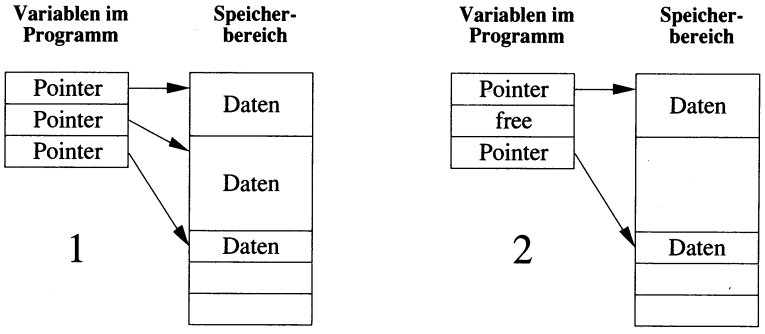 Variablen im
Programm
Speicher-
bereich
Pointer
Pointer
Pointer
Daten
Daten
Daten
1
Variablen im
Programm
Speicher-
bereich
Pointer
free
Pointer
Daten
Daten
2